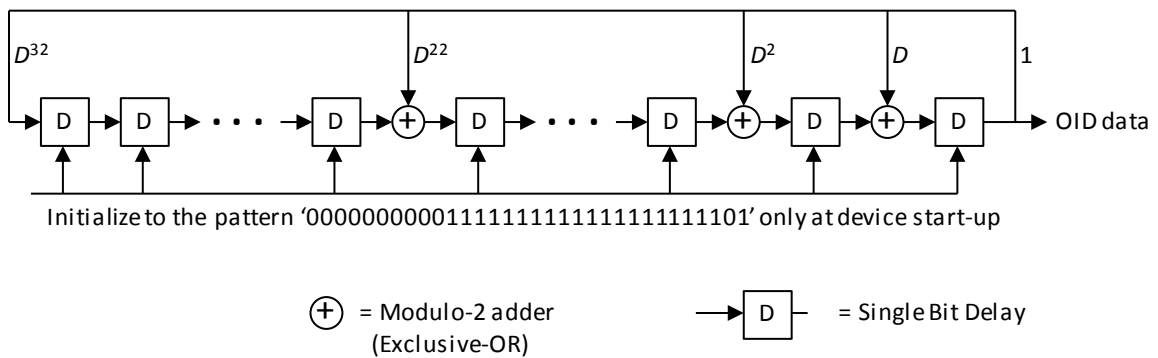 D³² D²² D² D 1
D D D + D D + D + D OID data
Initialize to the pattern ‘00000000001111111111111111111101’ only at device start-up
+ = Modulo-2 adder D = Single Bit Delay
(Exclusive-OR)